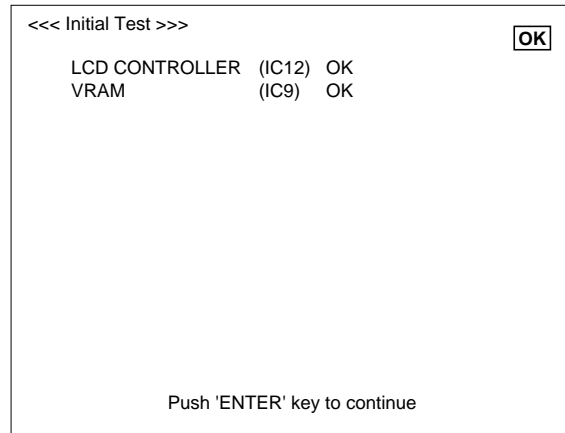 <<< Initial Test >>>
OK
LCD CONTROLLER (IC12) OK
VRAM (IC9) OK
Push 'ENTER' key to continue